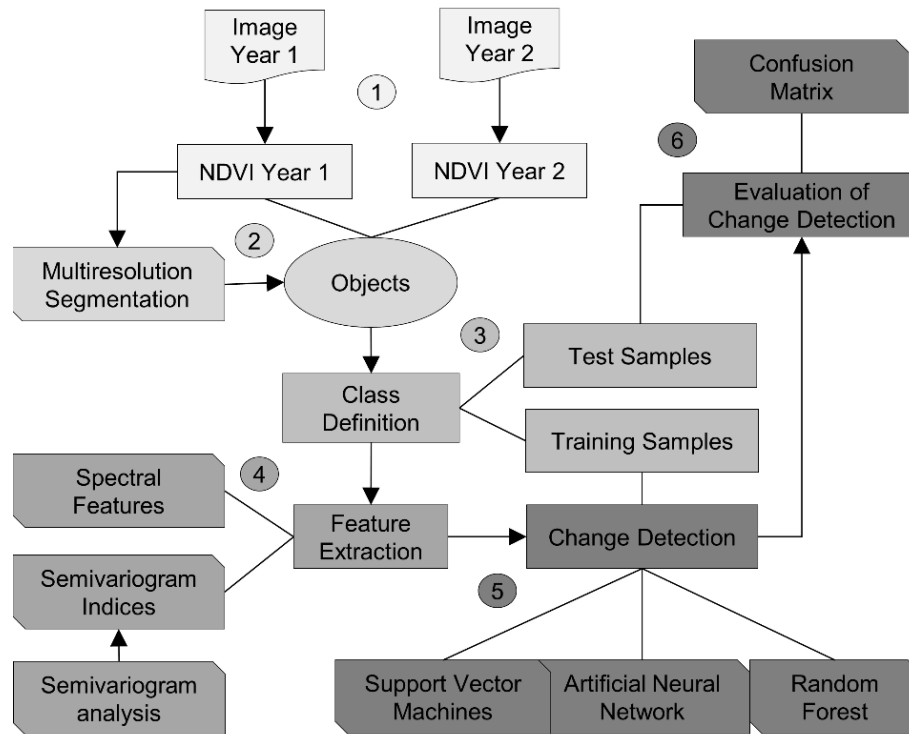 Image
Year 1
Image
Year 2
1
Confusion
Matrix
6
NDVI Year 1
NDVI Year 2
Evaluation of
Change Detection
2
Multiresolution
Segmentation
Objects
3
Test Samples
Class
Definition
Training Samples
4
Spectral
Features
Feature
Extraction
Change Detection
Semivariogram
Indices
5
Semivariogram
analysis
Support Vector
Machines
Artificial Neural
Network
Random
Forest